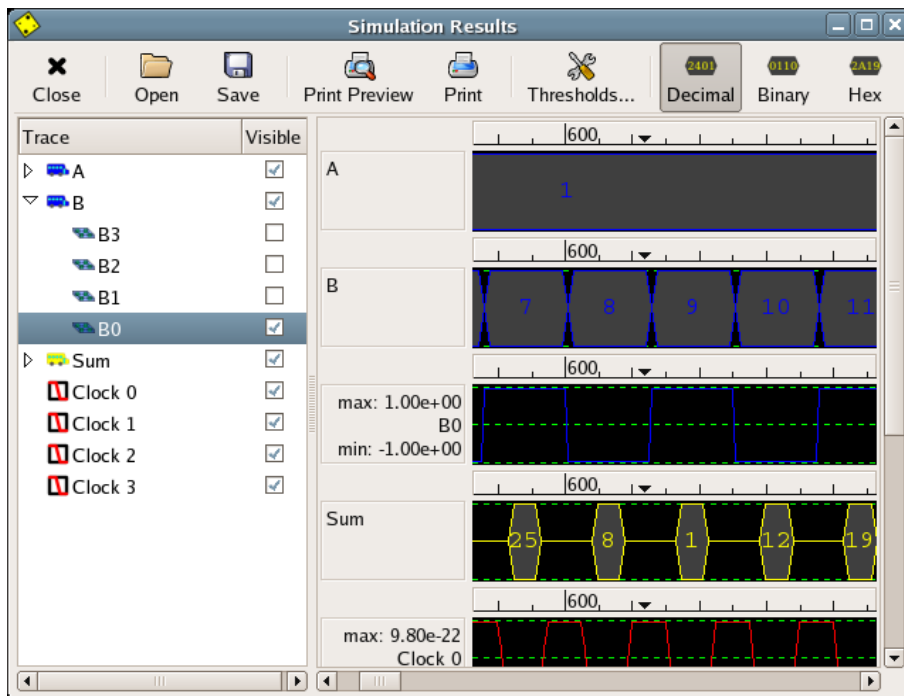 Simulation Results
Close Open Save Print Preview Print Thresholds... Decimal Binary Hex
2401 0110 2A19
Trace Visible
A
B
B3
B2
B1
B0
Sum
Clock 0
Clock 1
Clock 2
Clock 3
600
A
1
600
B
7 8 9 10 11
600
max: 1.00e+00
B0
min: -1.00e+00
600
Sum
25 8 1 12 19
600
max: 9.80e-22
Clock 0